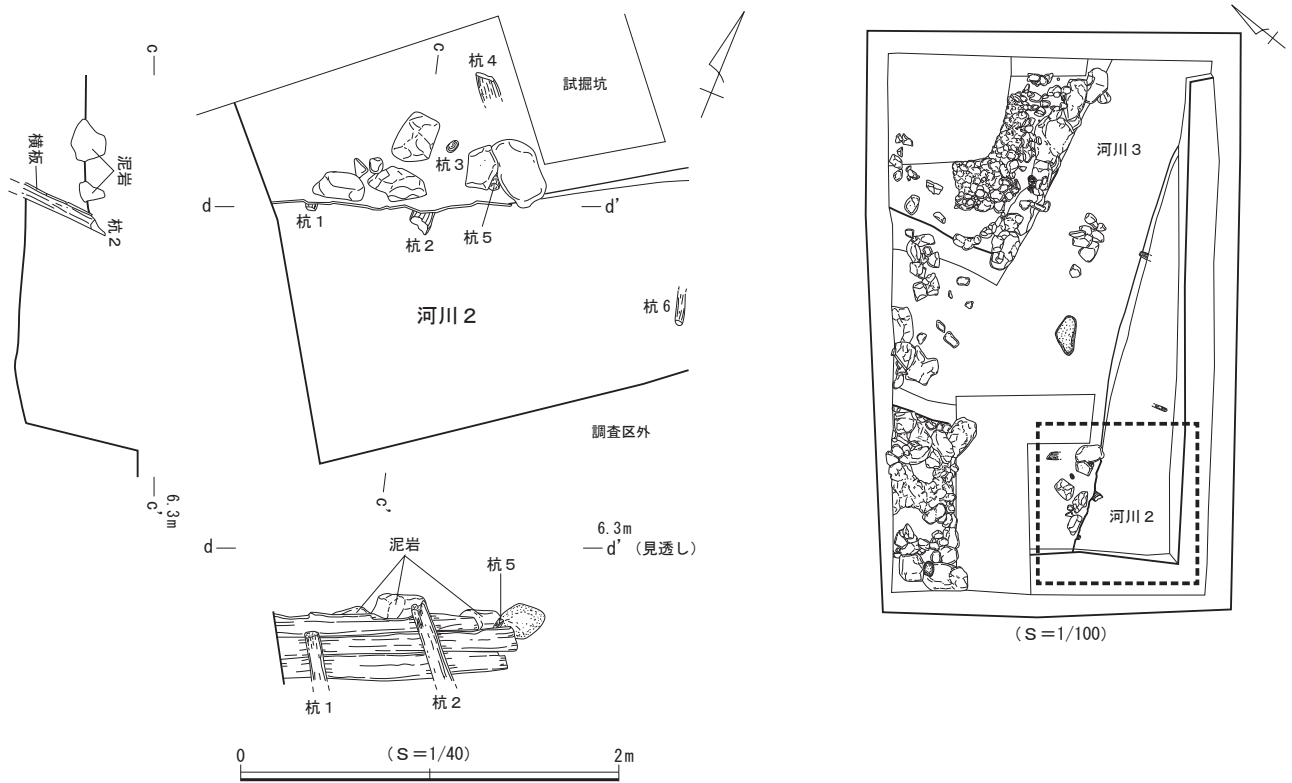 c
横板
泥岩
杭2
c'
6.3m
c
杭4
試掘坑
杭3
d
d'
杭1
杭2
杭5
河川2
杭6
調査区外
c'
6.3m
d
d' (見透し)
泥岩
杭5
杭1
杭2
0
(S=1/40)
2m
河川3
河川2
(S=1/100)